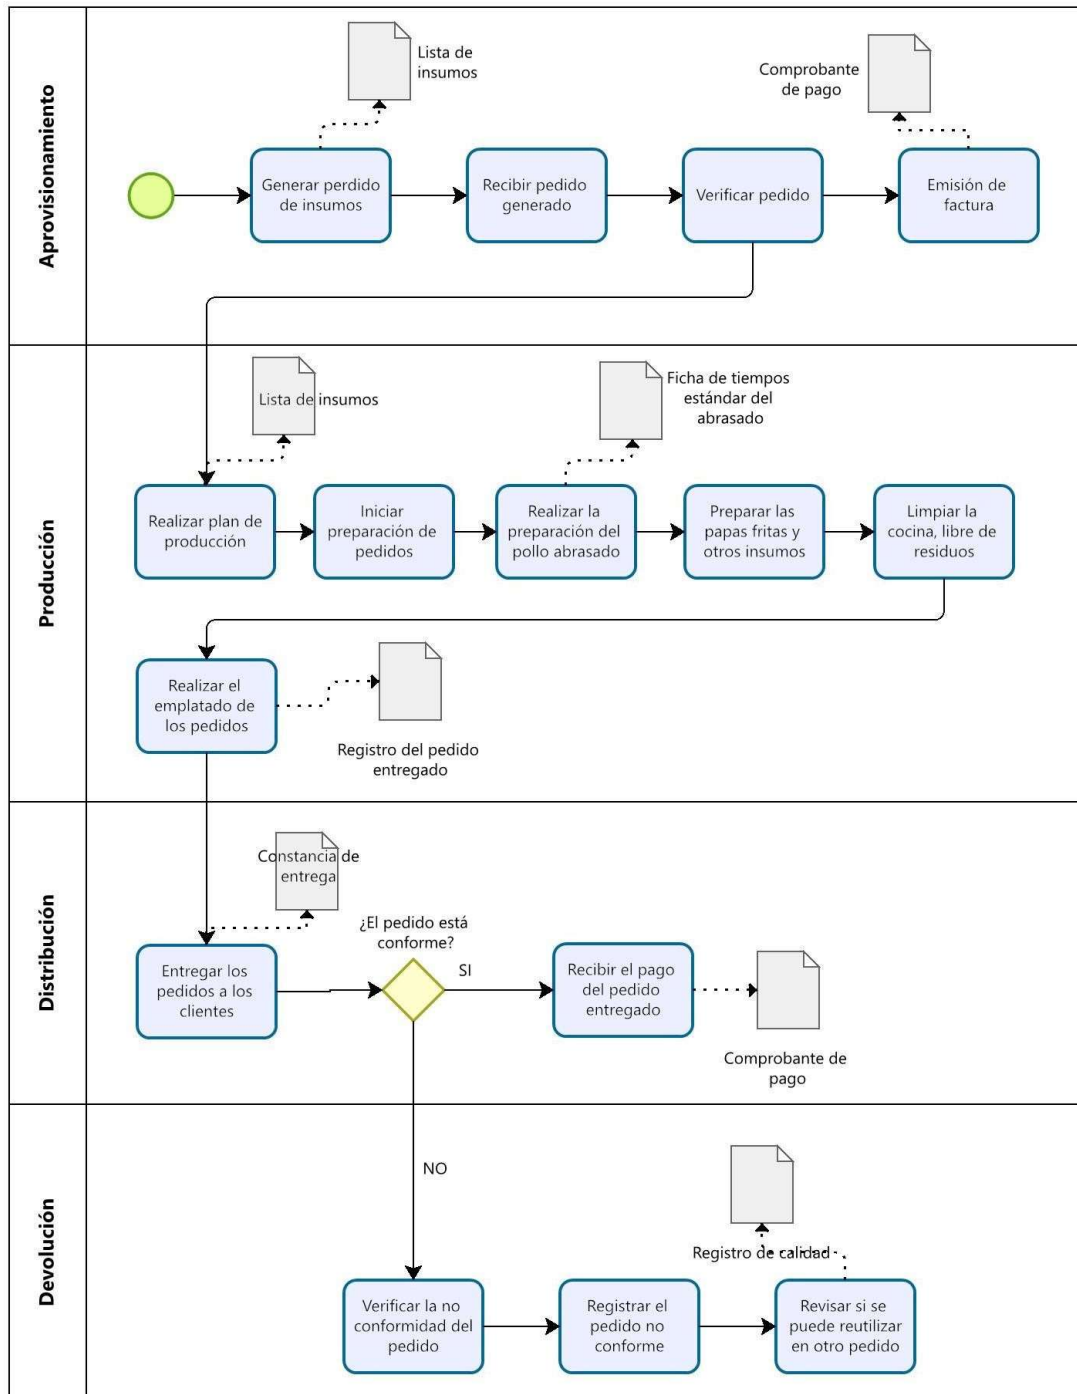 Aprovisionamiento
Lista de
insumos
Comprobante
de pago
Generar perdido
de insumos
Recibir pedido
generado
Verificar pedido
Emisión de
factura
Producción
Lista de insumos
Ficha de tiempos
estándar del
abrasado
Realizar plan de
producción
Iniciar
preparación de
pedidos
Realizar la
preparación del
pollo abrasado
Preparar las
papas fritas y
otros insumos
Limpiar la
cocina, libre de
residuos
Realizar el
emplatado de
los pedidos
Registro del pedido
entregado
Distribución
Constancia de
entrega
¿El pedido está
conforme?
Entregar los
pedidos a los
clientes
SI
Recibir el pago
del pedido
entregado
Comprobante de
pago
Devolución
NO
Registro de calidad
Verificar la no
conformidad del
pedido
Registrar el
pedido no
conforme
Revisar si se
puede reutilizar
en otro pedido